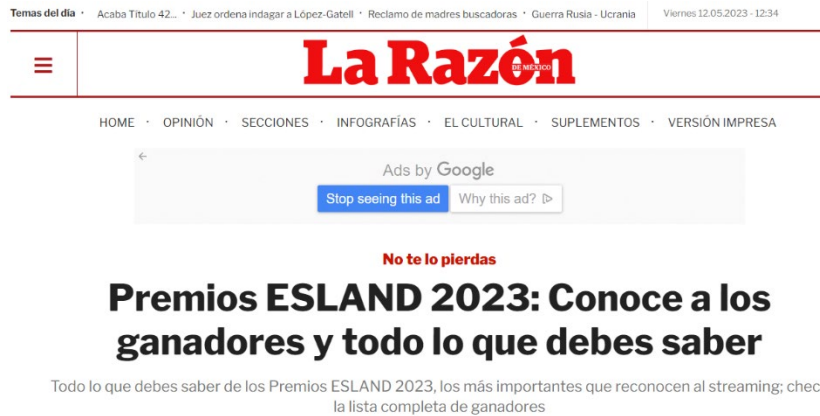 Temas del día · Acaba Título 42... · Juez ordena indagar a López-Gatell · Reclamo de madres buscadoras · Guerra Rusia - Ucrania Viernes 12.05.2023 - 12:34
La Razón
DE MÉXICO
HOME · OPINIÓN · SECCIONES · INFOGRAFÍAS · EL CULTURAL · SUPLEMENTOS · VERSIÓN IMPRESA
Ads by Google
Stop seeing this ad Why this ad?
No te lo pierdas
Premios ESLAND 2023: Conoce a los
ganadores y todo lo que debes saber
Todo lo que debes saber de los Premios ESLAND 2023, los más importantes que reconocen al streaming; chec
la lista completa de ganadores